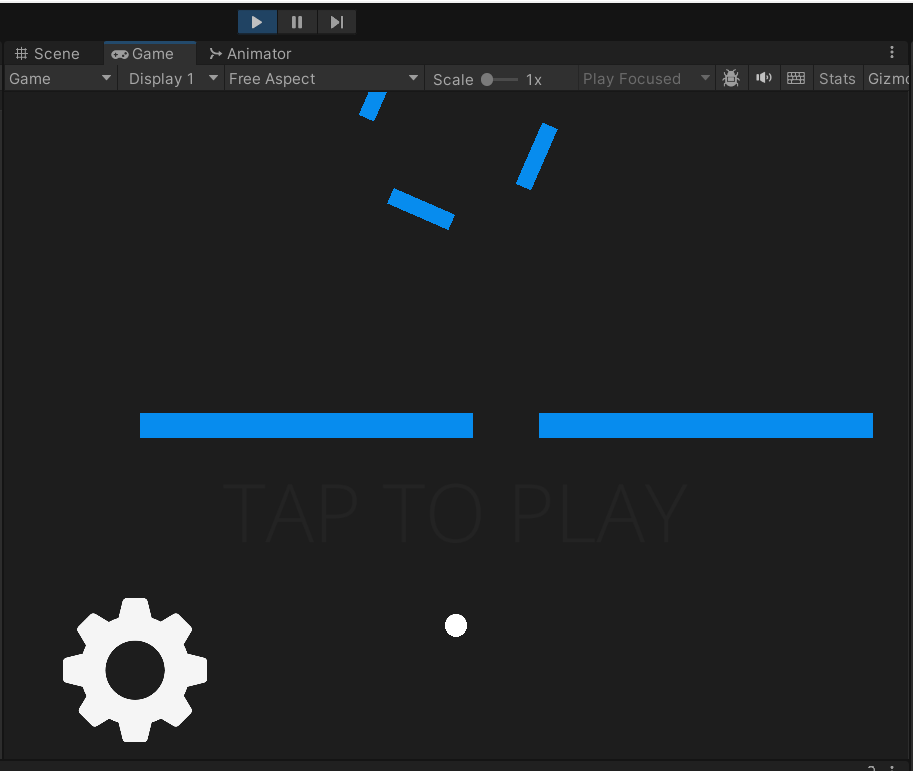 Scene Game Animator
Game Display 1 Free Aspect Scale 1x Play Focused Stats Gizmo
TAP TO PLAY